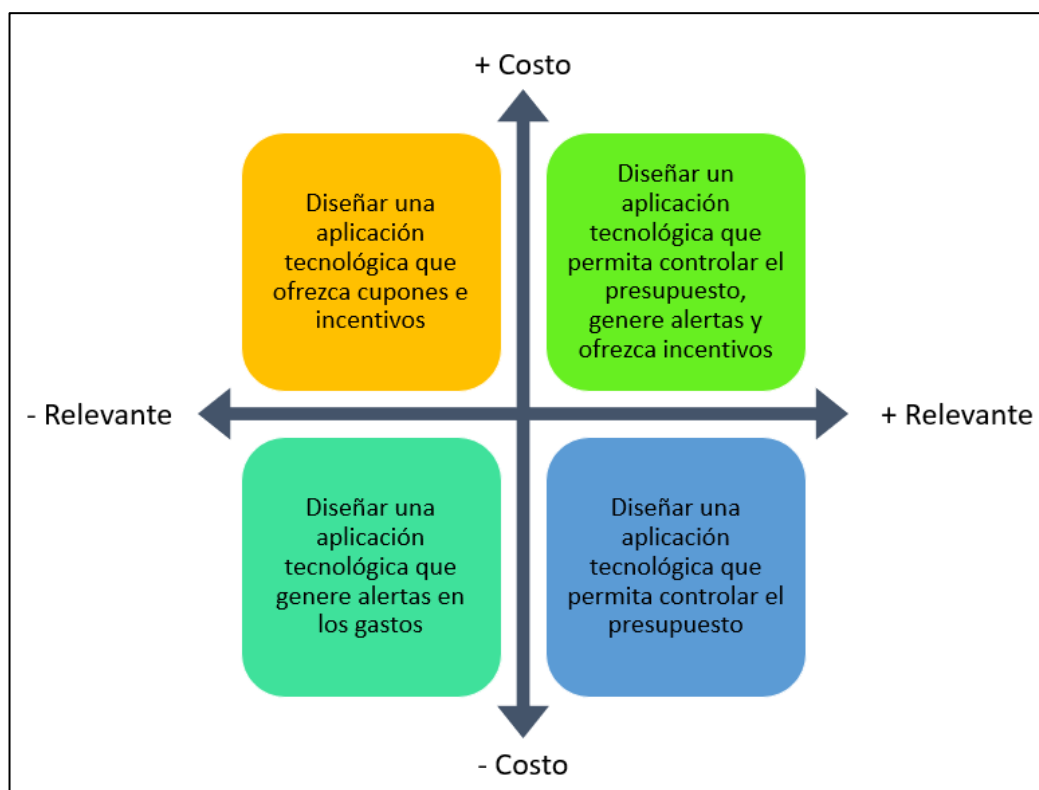 + Costo
Diseñar una
aplicación
tecnológica que
ofrezca cupones e
incentivos
Diseñar un
aplicación
tecnológica que
permita controlar el
presupuesto,
genere alertas y
ofrezca incentivos
- Relevante
+ Relevante
Diseñar una
aplicación
tecnológica que
genere alertas en
los gastos
Diseñar una
aplicación
tecnológica que
permita controlar el
presupuesto
- Costo